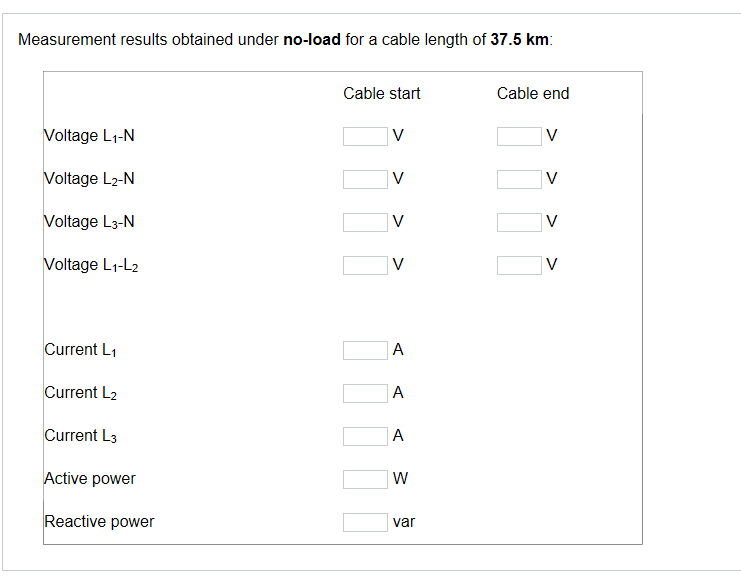 Measurement results obtained under no-load for a cable length of 37.5 km:
Cable start Cable end
Voltage L₁-N V V
Voltage L₂-N V V
Voltage L₃-N V V
Voltage L₁-L₂ V V
Current L₁ A
Current L₂ A
Current L₃ A
Active power W
Reactive power var